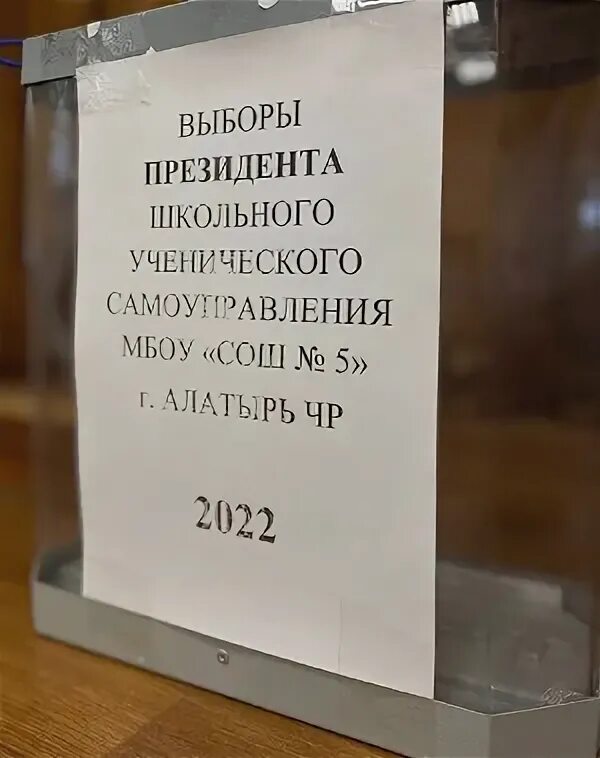 ВЫБОРЫ
ПРЕЗИДЕНТА
ШКОЛЬНОГО
УЧЕНИЧЕСКОГО
САМОУПРАВЛЕНИЯ
МБОУ «СОШ № 5»
г. АЛАТЫРЬ ЧР
2022